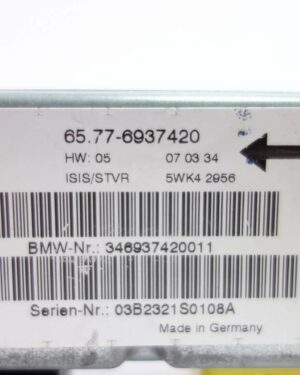 65.77-6937420
HW: 05 07 03 34
ISIS/STVR 5WK4 2956
BMW-Nr.: 346937420011
Serien-Nr.: 03B2321S0108A
Made in Germany